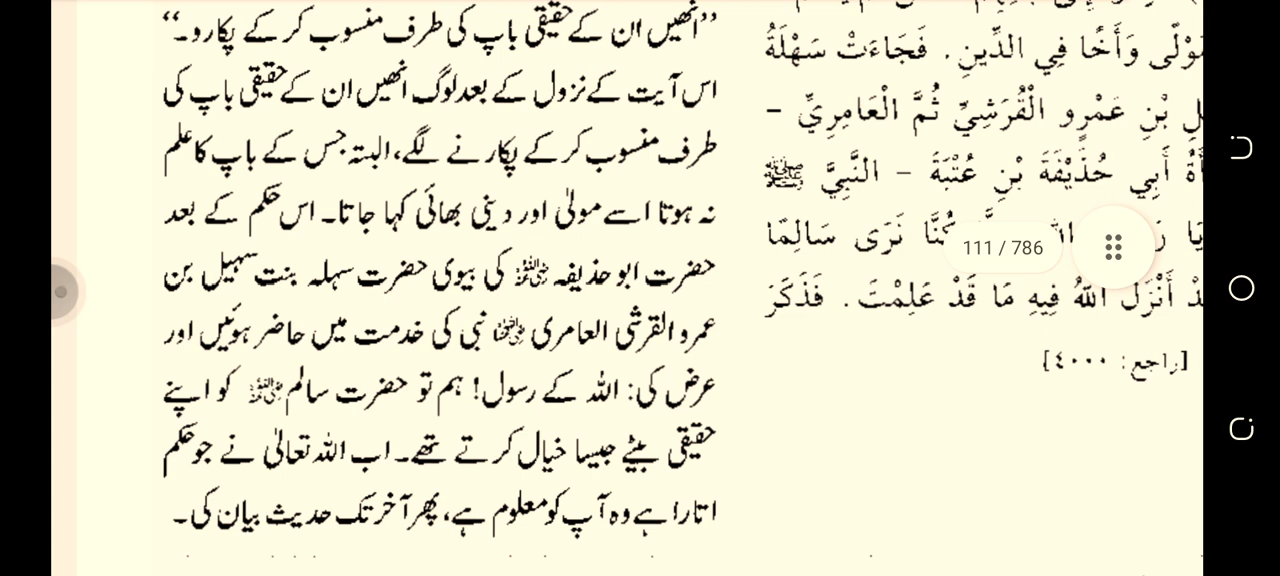 مَوْلًى وَأَخًا فِي الدِّينِ . فَجَاءَتْ سَهْلَةُ
بْنِ عَمْرٍو الْقُرَشِيِّ ثُمَّ الْعَامِرِيِّ -
أَبِي حُذَيْفَةَ بْنِ عُتْبَةَ - النَّبِيَّ ﷺ
يَا كُنَّا نَرَى سَالِمًا
أَنْزَلَ اللهُ فِيهِ مَا قَدْ عَلِمْتَ . فَذَكَرَ
[راجع: ٤٠٠٠]
”انھیں ان کے حقیقی باپ کی طرف منسوب کر کے پکارو۔“
اس آیت کے نزول کے بعد لوگ انھیں ان کے حقیقی باپ کی
طرف منسوب کر کے پکارنے لگے، البتہ جس کے باپ کا علم
نہ ہوتا اسے مولیٰ اور دینی بھائی کہا جاتا۔ اس حکم کے بعد
حضرت ابو حذیفہ ؓ کی بیوی حضرت سہلہ بنت سہیل بن
عمرو القرشی العامری ؓ نبی کی خدمت میں حاضر ہوئیں اور
عرض کی: اللہ کے رسول! ہم تو حضرت سالم ؓ کو اپنے
حقیقی بیٹے جیسا خیال کرتے تھے۔ اب اللہ تعالیٰ نے جو حکم
اتارا ہے وہ آپ کو معلوم ہے، پھر آخر تک حدیث بیان کی۔
111 / 786